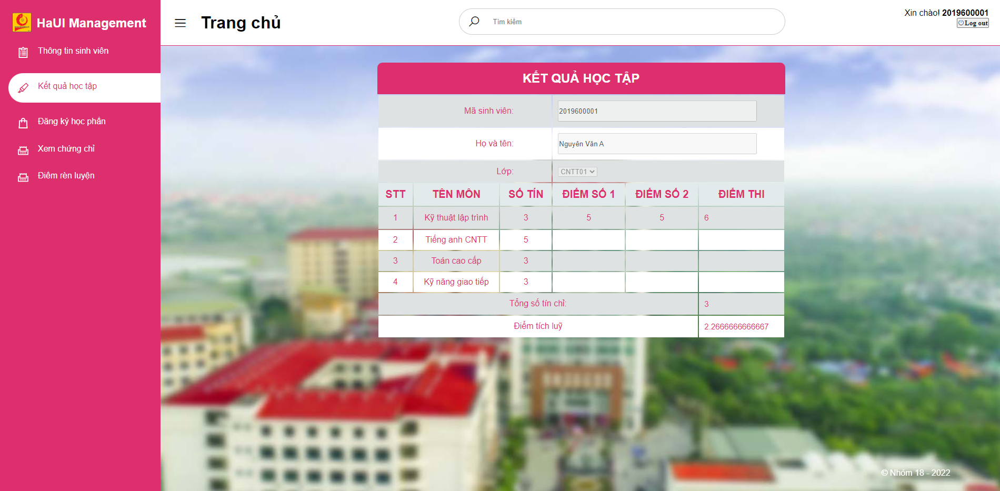 HaUI Management
Thông tin sinh viên
Kết quả học tập
Đăng ký học phần
Xem chứng chỉ
Điểm rèn luyện
Trang chủ
Tìm kiếm
Xin chào! 2019600001
Log out
KẾT QUẢ HỌC TẬP
Mã sinh viên: 2019600001
Họ và tên: Nguyên Văn A
Lớp: CNTT01
STT TÊN MÔN SỐ TÍN ĐIỂM SỐ 1 ĐIỂM SỐ 2 ĐIỂM THI
1 Kỹ thuật lập trình 3 5 5 6
2 Tiếng anh CNTT 5
3 Toán cao cấp 3
4 Kỹ năng giao tiếp 3
Tổng số tín chỉ: 3
Điểm tích luỹ 2.2666666666667
© Nhóm 18 - 2022